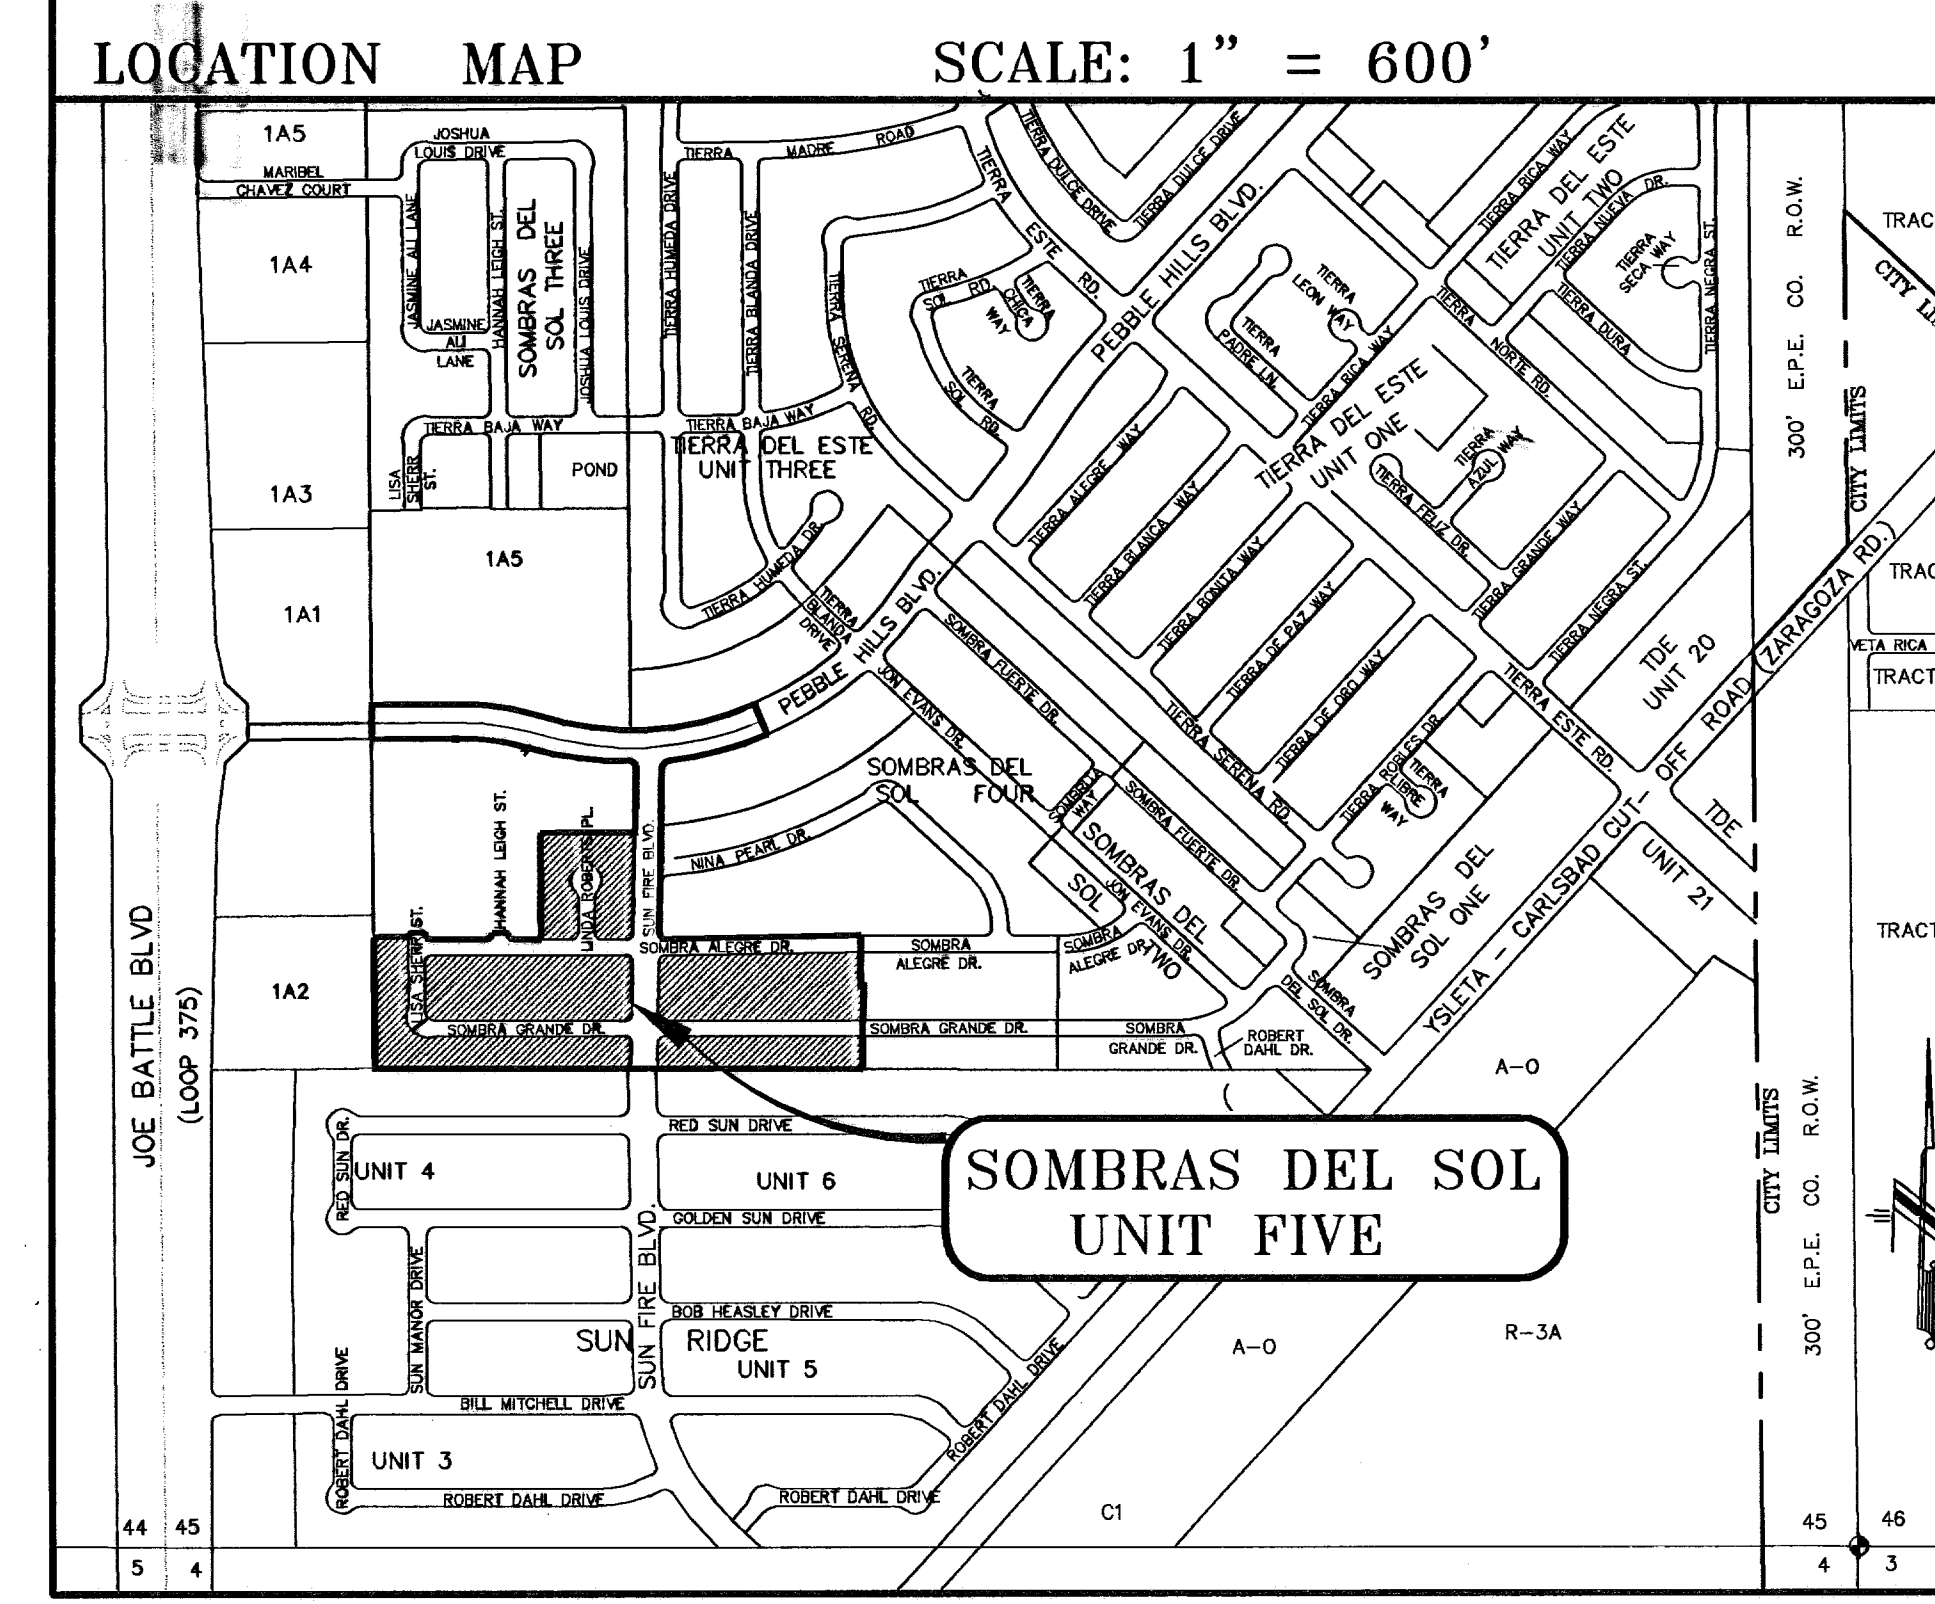 LOCATION MAP
SCALE: 1" = 600'
1A5
MARIBEL
CHAVEZ COURT
JOSHUA
LOUIS DRIVE
1A4
JASMINE ALI LANE
HANNAH LEIGH ST.
SOMBRAS DEL
SOL THREE
JOSHUA LOUIS DRIVE
JASMINE
ALI
LANE
TIERRA BAJA WAY
LISA
SHERR
ST.
POND
1A3
1A5
1A1
TIERRA
MADRE
ROAD
TIERRA HUMEDA DRIVE
TIERRA BLANDA DRIVE
TIERRA BAJA WAY
TIERRA DEL ESTE
UNIT THREE
TIERRA SERENA RD.
TIERRA HUMEDA DR.
TIERRA
BLANDA
DRIVE
TIERRA ESTE RD.
TIERRA DULCE DRIVE
TIERRA DULCE DRIVE
TIERRA
SOL RD.
TIERRA
CHICA
WAY
TIERRA
SOL RD.
PEBBLE HILLS BLVD.
TIERRA
LEON WAY
TIERRA
PADRE LN.
TIERRA RICA WAY
TIERRA RICA WAY
TIERRA DEL ESTE
UNIT TWO
TIERRA NUEVA DR.
TIERRA
SECA WAY
TIERRA NEGRA ST.
TIERRA DURA
TIERRA
NORTE RD.
TIERRA DEL ESTE
UNIT ONE
TIERRA
AZUL WAY
TIERRA FELIZ DR.
TIERRA ALEGRE WAY
TIERRA BLANCA WAY
TIERRA BONITA WAY
TIERRA DE PAZ WAY
TIERRA DE ORO WAY
TIERRA GRANDE WAY
TIERRA NEGRA ST.
TIERRA ESTE RD.
TIERRA SERENA RD.
TIERRA ROBLES DR.
TIERRA
LIBRE
WAY
TDE
UNIT 20
TDE
UNIT 21
YSLETA - CARLSBAD CUT-OFF ROAD (ZARAGOZA RD.)
300' E.P.E. CO. R.O.W.
CITY LIMITS
TRAC
CITY LI
TRAC
VETA RICA
TRACT
TRACT
PEBBLE HILLS BLVD.
SOMBRA FUERTE DR.
JON EVANS DR.
SOMBRAS DEL
SOL FOUR
SOMBRA
WAY
SOMBRA FUERTE DR.
SOMBRAS DEL
SOL
TWO
JON EVANS DR.
SOMBRAS DEL
SOL ONE
NINA PEARL DR.
HANNAH LEIGH ST.
LINDA ROBERTS PL.
SUN FIRE BLVD.
LISA SHERR ST.
SOMBRA ALEGRE DR.
SOMBRA
ALEGRE DR.
SOMBRA
ALEGRE DR.
SOMBRA
DEL SOL DR.
1A2
SOMBRA GRANDE DR.
SOMBRA GRANDE DR.
SOMBRA
GRANDE DR.
ROBERT
DAHL DR.
A-O
JOE BATTLE BLVD
(LOOP 375)
RED SUN DR.
RED SUN DRIVE
UNIT 4
UNIT 6
SOMBRAS DEL SOL
UNIT FIVE
GOLDEN SUN DRIVE
SUN MANOR DRIVE
SUN FIRE BLVD.
BOB HEASLEY DRIVE
SUN RIDGE
UNIT 5
A-O
R-3A
CITY LIMITS
300' E.P.E. CO. R.O.W.
ROBERT DAHL DRIVE
BILL MITCHELL DRIVE
ROBERT DAHL DRIVE
UNIT 3
ROBERT DAHL DRIVE
ROBERT DAHL DRIVE
C1
44 45
45 46
5 4
4 3